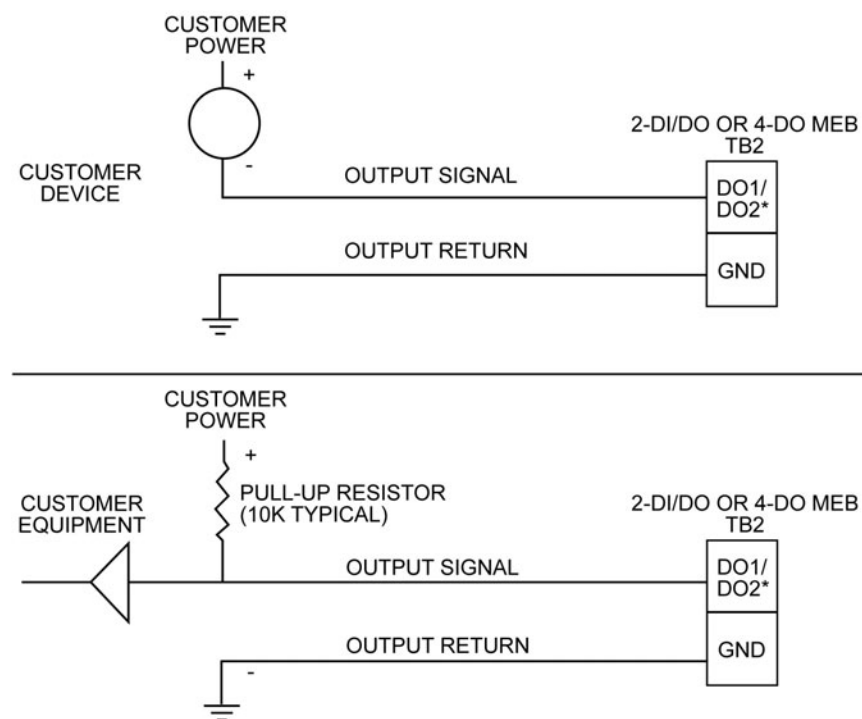 CUSTOMER
POWER
+
-
CUSTOMER
DEVICE
OUTPUT SIGNAL
OUTPUT RETURN
2-DI/DO OR 4-DO MEB
TB2
DO1/
DO2*
GND
CUSTOMER
POWER
+
PULL-UP RESISTOR
(10K TYPICAL)
CUSTOMER
EQUIPMENT
OUTPUT SIGNAL
OUTPUT RETURN
-
2-DI/DO OR 4-DO MEB
TB2
DO1/
DO2*
GND